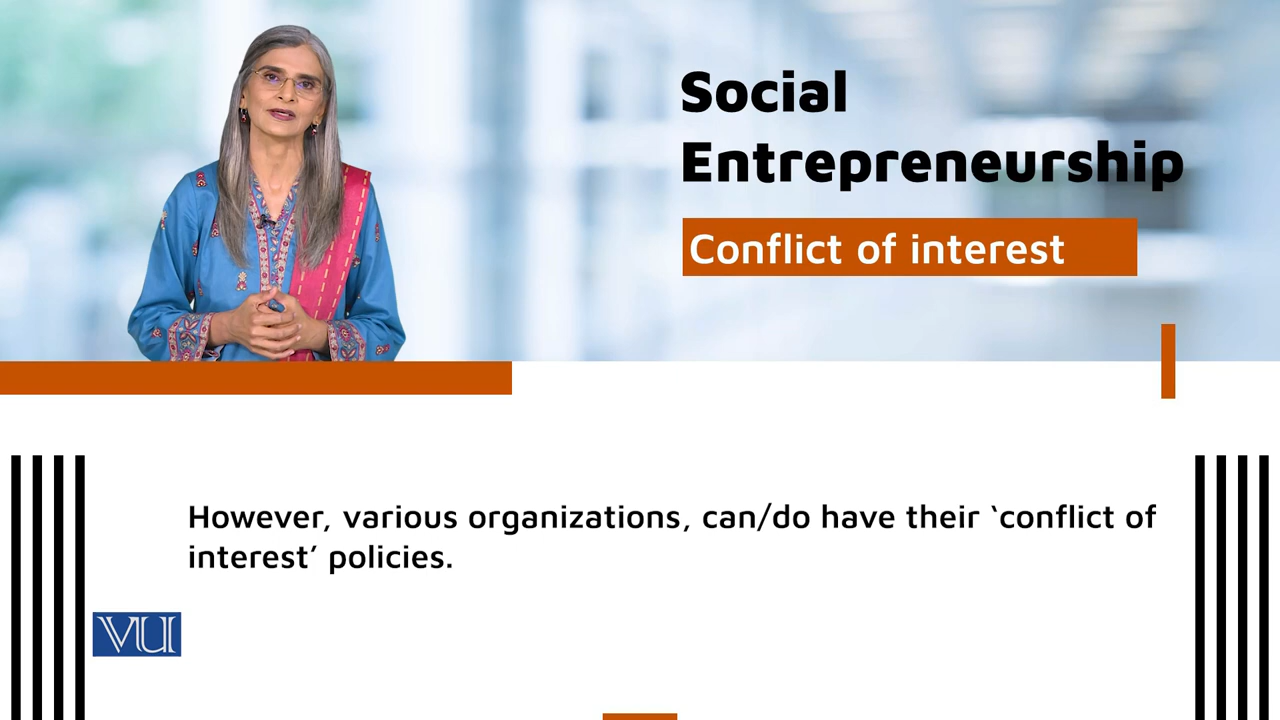 Social
Entrepreneurship
Conflict of interest
However, various organizations, can/do have their ‘conflict of
interest’ policies.
VU